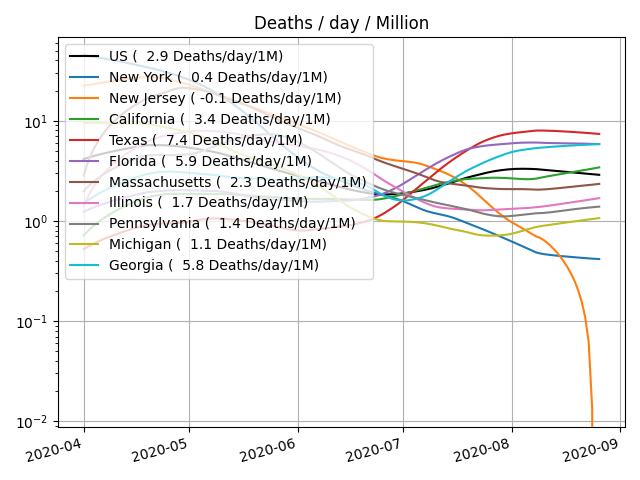 Deaths / day / Million
US (  2.9 Deaths/day/1M)
New York (  0.4 Deaths/day/1M)
New Jersey ( -0.1 Deaths/day/1M)
California (  3.4 Deaths/day/1M)
Texas (  7.4 Deaths/day/1M)
Florida (  5.9 Deaths/day/1M)
Massachusetts (  2.3 Deaths/day/1M)
Illinois (  1.7 Deaths/day/1M)
Pennsylvania (  1.4 Deaths/day/1M)
Michigan (  1.1 Deaths/day/1M)
Georgia (  5.8 Deaths/day/1M)
10¹
10⁰
10⁻¹
10⁻²
2020-04
2020-05
2020-06
2020-07
2020-08
2020-09